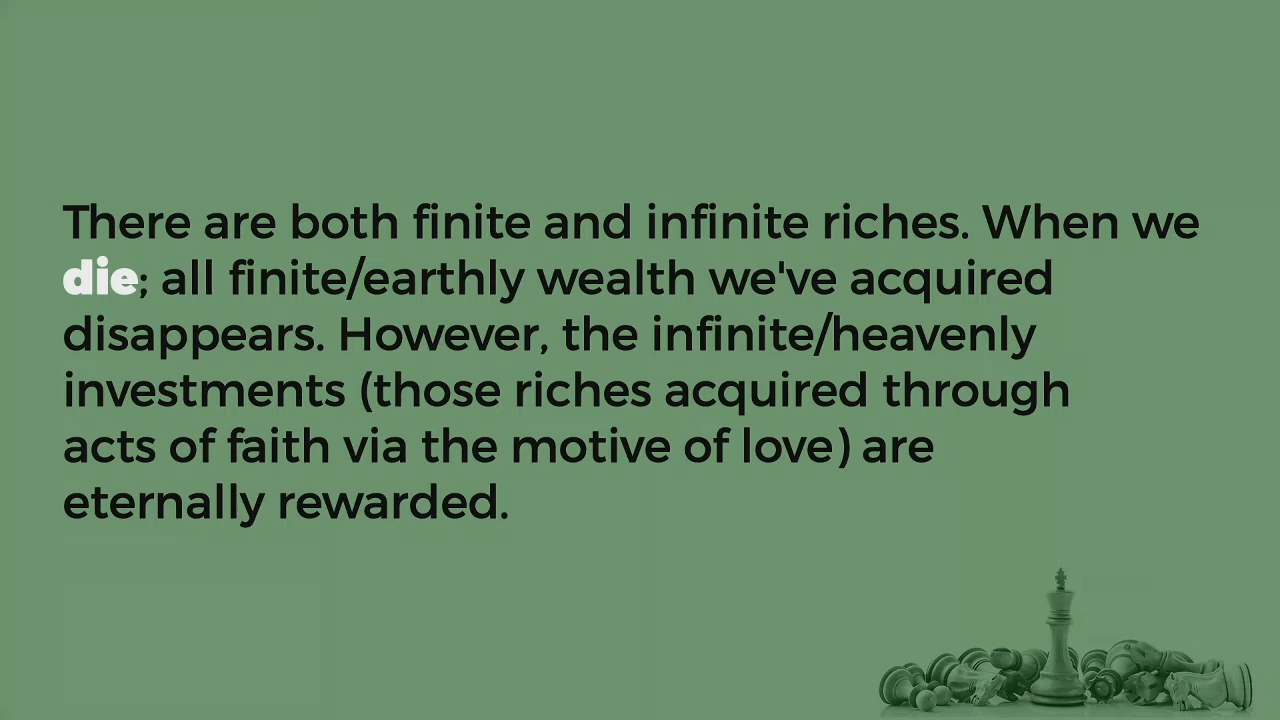 There are both finite and infinite riches. When we
die; all finite/earthly wealth we've acquired
disappears. However, the infinite/heavenly
investments (those riches acquired through
acts of faith via the motive of love) are
eternally rewarded.